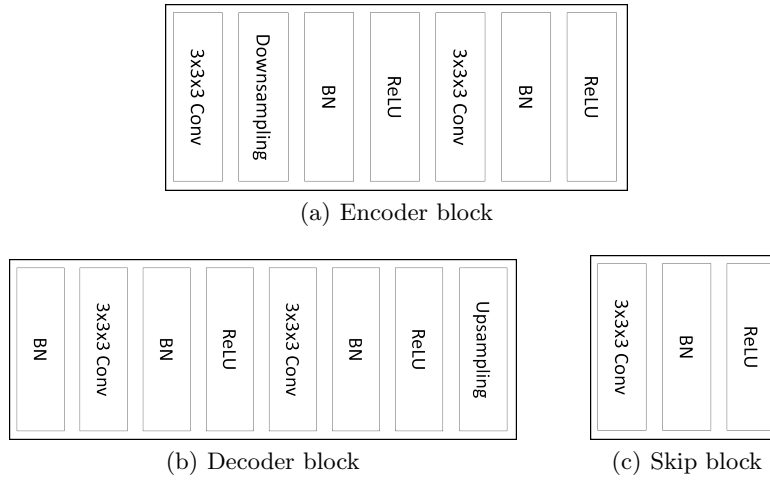 3x3x3 Conv
Downsampling
BN
ReLU
3x3x3 Conv
BN
ReLU
(a) Encoder block
BN
3x3x3 Conv
BN
ReLU
3x3x3 Conv
BN
ReLU
Upsampling
(b) Decoder block
3x3x3 Conv
BN
ReLU
(c) Skip block